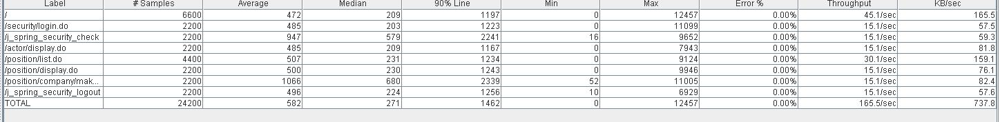 Label # Samples Average Median 90% Line Min Max Error % Throughput KB/sec
/ 6600 472 209 1197 0 12457 0.00% 45.1/sec 165.5
/security/login.do 2200 485 203 1223 0 11099 0.00% 15.1/sec 57.5
/j_spring_security_check 2200 947 579 2241 16 9652 0.00% 15.1/sec 59.3
/actor/display.do 2200 485 209 1167 0 7943 0.00% 15.1/sec 81.8
/position/list.do 4400 507 231 1234 0 9124 0.00% 30.1/sec 159.1
/position/display.do 2200 500 230 1243 0 9946 0.00% 15.1/sec 76.1
/position/company/mak... 2200 1066 680 2339 52 11005 0.00% 15.1/sec 82.4
/j_spring_security_logout 2200 496 224 1256 10 6929 0.00% 15.1/sec 57.6
TOTAL 24200 582 271 1462 0 12457 0.00% 165.5/sec 737.8